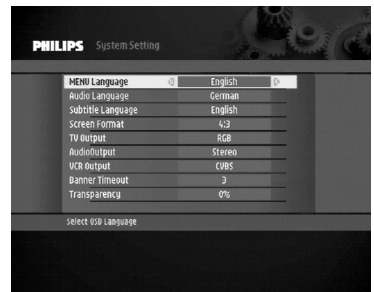 PHILIPS System Setting
MENU Language English
Audio Language German
Subtitle Language English
Screen Format 4:3
TV Output RGB
AudioOutput Stereo
VCR Output CVBS
Banner Timeout 3
Transparency 0%
Select OSD Language